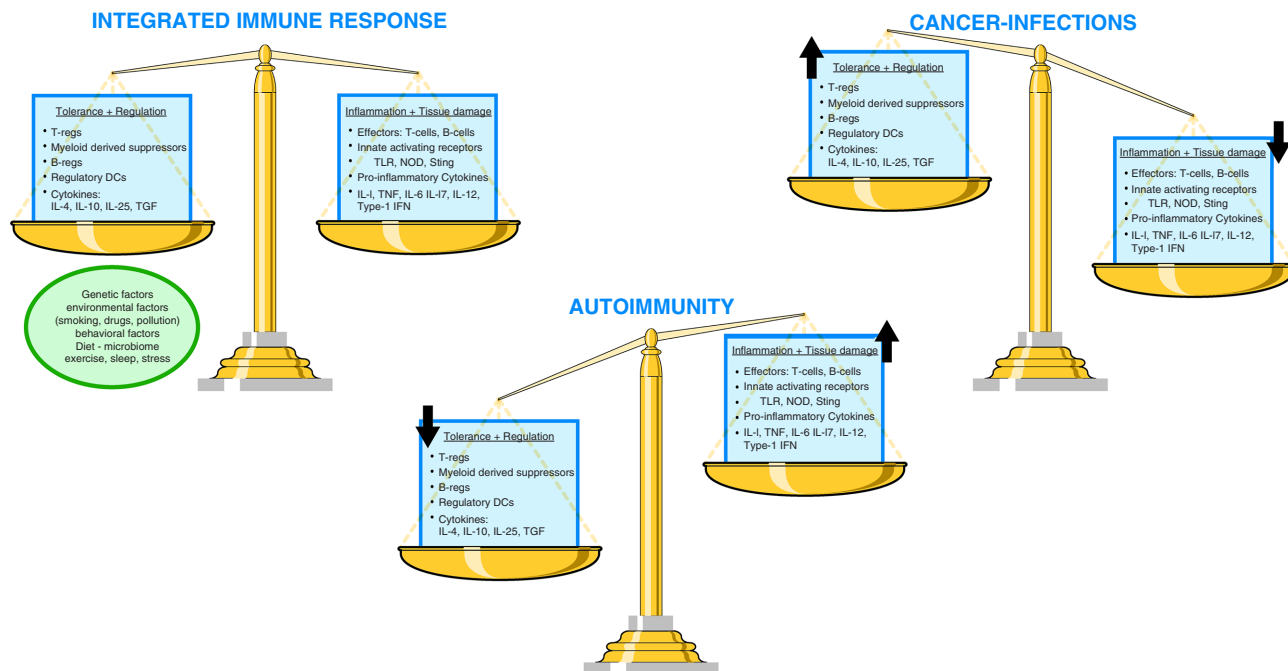 INTEGRATED IMMUNE RESPONSE
Tolerance + Regulation
• T-regs
• Myeloid derived suppressors
• B-regs
• Regulatory DCs
• Cytokines:
IL-4, IL-10, IL-25, TGF
Inflammation + Tissue damage
• Effectors: T-cells, B-cells
• Innate activating receptors
• TLR, NOD, Sting
• Pro-inflammatory Cytokines
• IL-I, TNF, IL-6 IL-I7, IL-12,
Type-1 IFN
Genetic factors
environmental factors
(smoking, drugs, pollution)
behavioral factors
Diet - microbiome
exercise, sleep, stress
CANCER-INFECTIONS
Tolerance + Regulation
• T-regs
• Myeloid derived suppressors
• B-regs
• Regulatory DCs
• Cytokines:
IL-4, IL-10, IL-25, TGF
Inflammation + Tissue damage
• Effectors: T-cells, B-cells
• Innate activating receptors
• TLR, NOD, Sting
• Pro-inflammatory Cytokines
• IL-I, TNF, IL-6 IL-I7, IL-12,
Type-1 IFN
AUTOIMMUNITY
Tolerance + Regulation
• T-regs
• Myeloid derived suppressors
• B-regs
• Regulatory DCs
• Cytokines:
IL-4, IL-10, IL-25, TGF
Inflammation + Tissue damage
• Effectors: T-cells, B-cells
• Innate activating receptors
• TLR, NOD, Sting
• Pro-inflammatory Cytokines
• IL-I, TNF, IL-6 IL-I7, IL-12,
Type-1 IFN